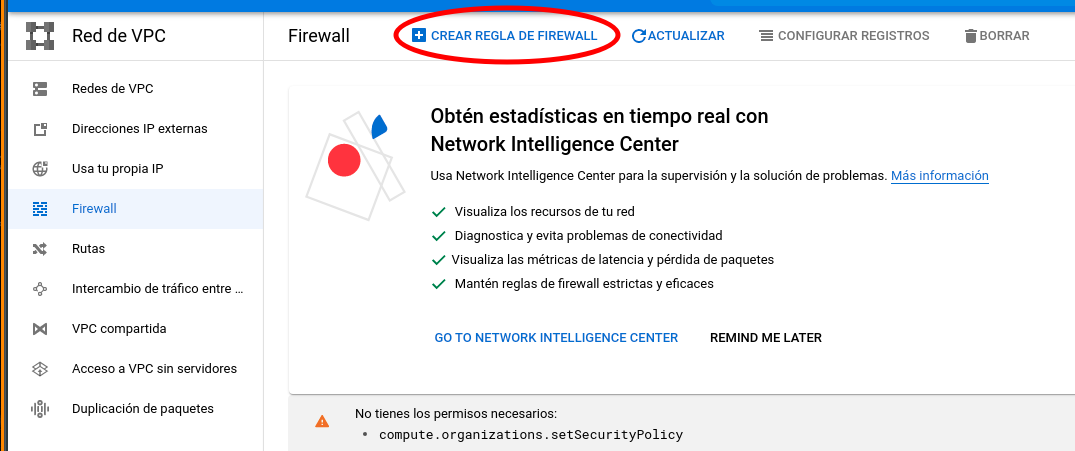 Red de VPC
Firewall
CREAR REGLA DE FIREWALL
ACTUALIZAR
CONFIGURAR REGISTROS
BORRAR
Redes de VPC
Direcciones IP externas
Usa tu propia IP
Firewall
Rutas
Intercambio de tráfico entre ...
VPC compartida
Acceso a VPC sin servidores
Duplicación de paquetes
Obtén estadísticas en tiempo real con
Network Intelligence Center
Usa Network Intelligence Center para la supervisión y la solución de problemas. Más información
Visualiza los recursos de tu red
Diagnostica y evita problemas de conectividad
Visualiza las métricas de latencia y pérdida de paquetes
Mantén reglas de firewall estrictas y eficaces
GO TO NETWORK INTELLIGENCE CENTER
REMIND ME LATER
No tienes los permisos necesarios:
• compute.organizations.setSecurityPolicy